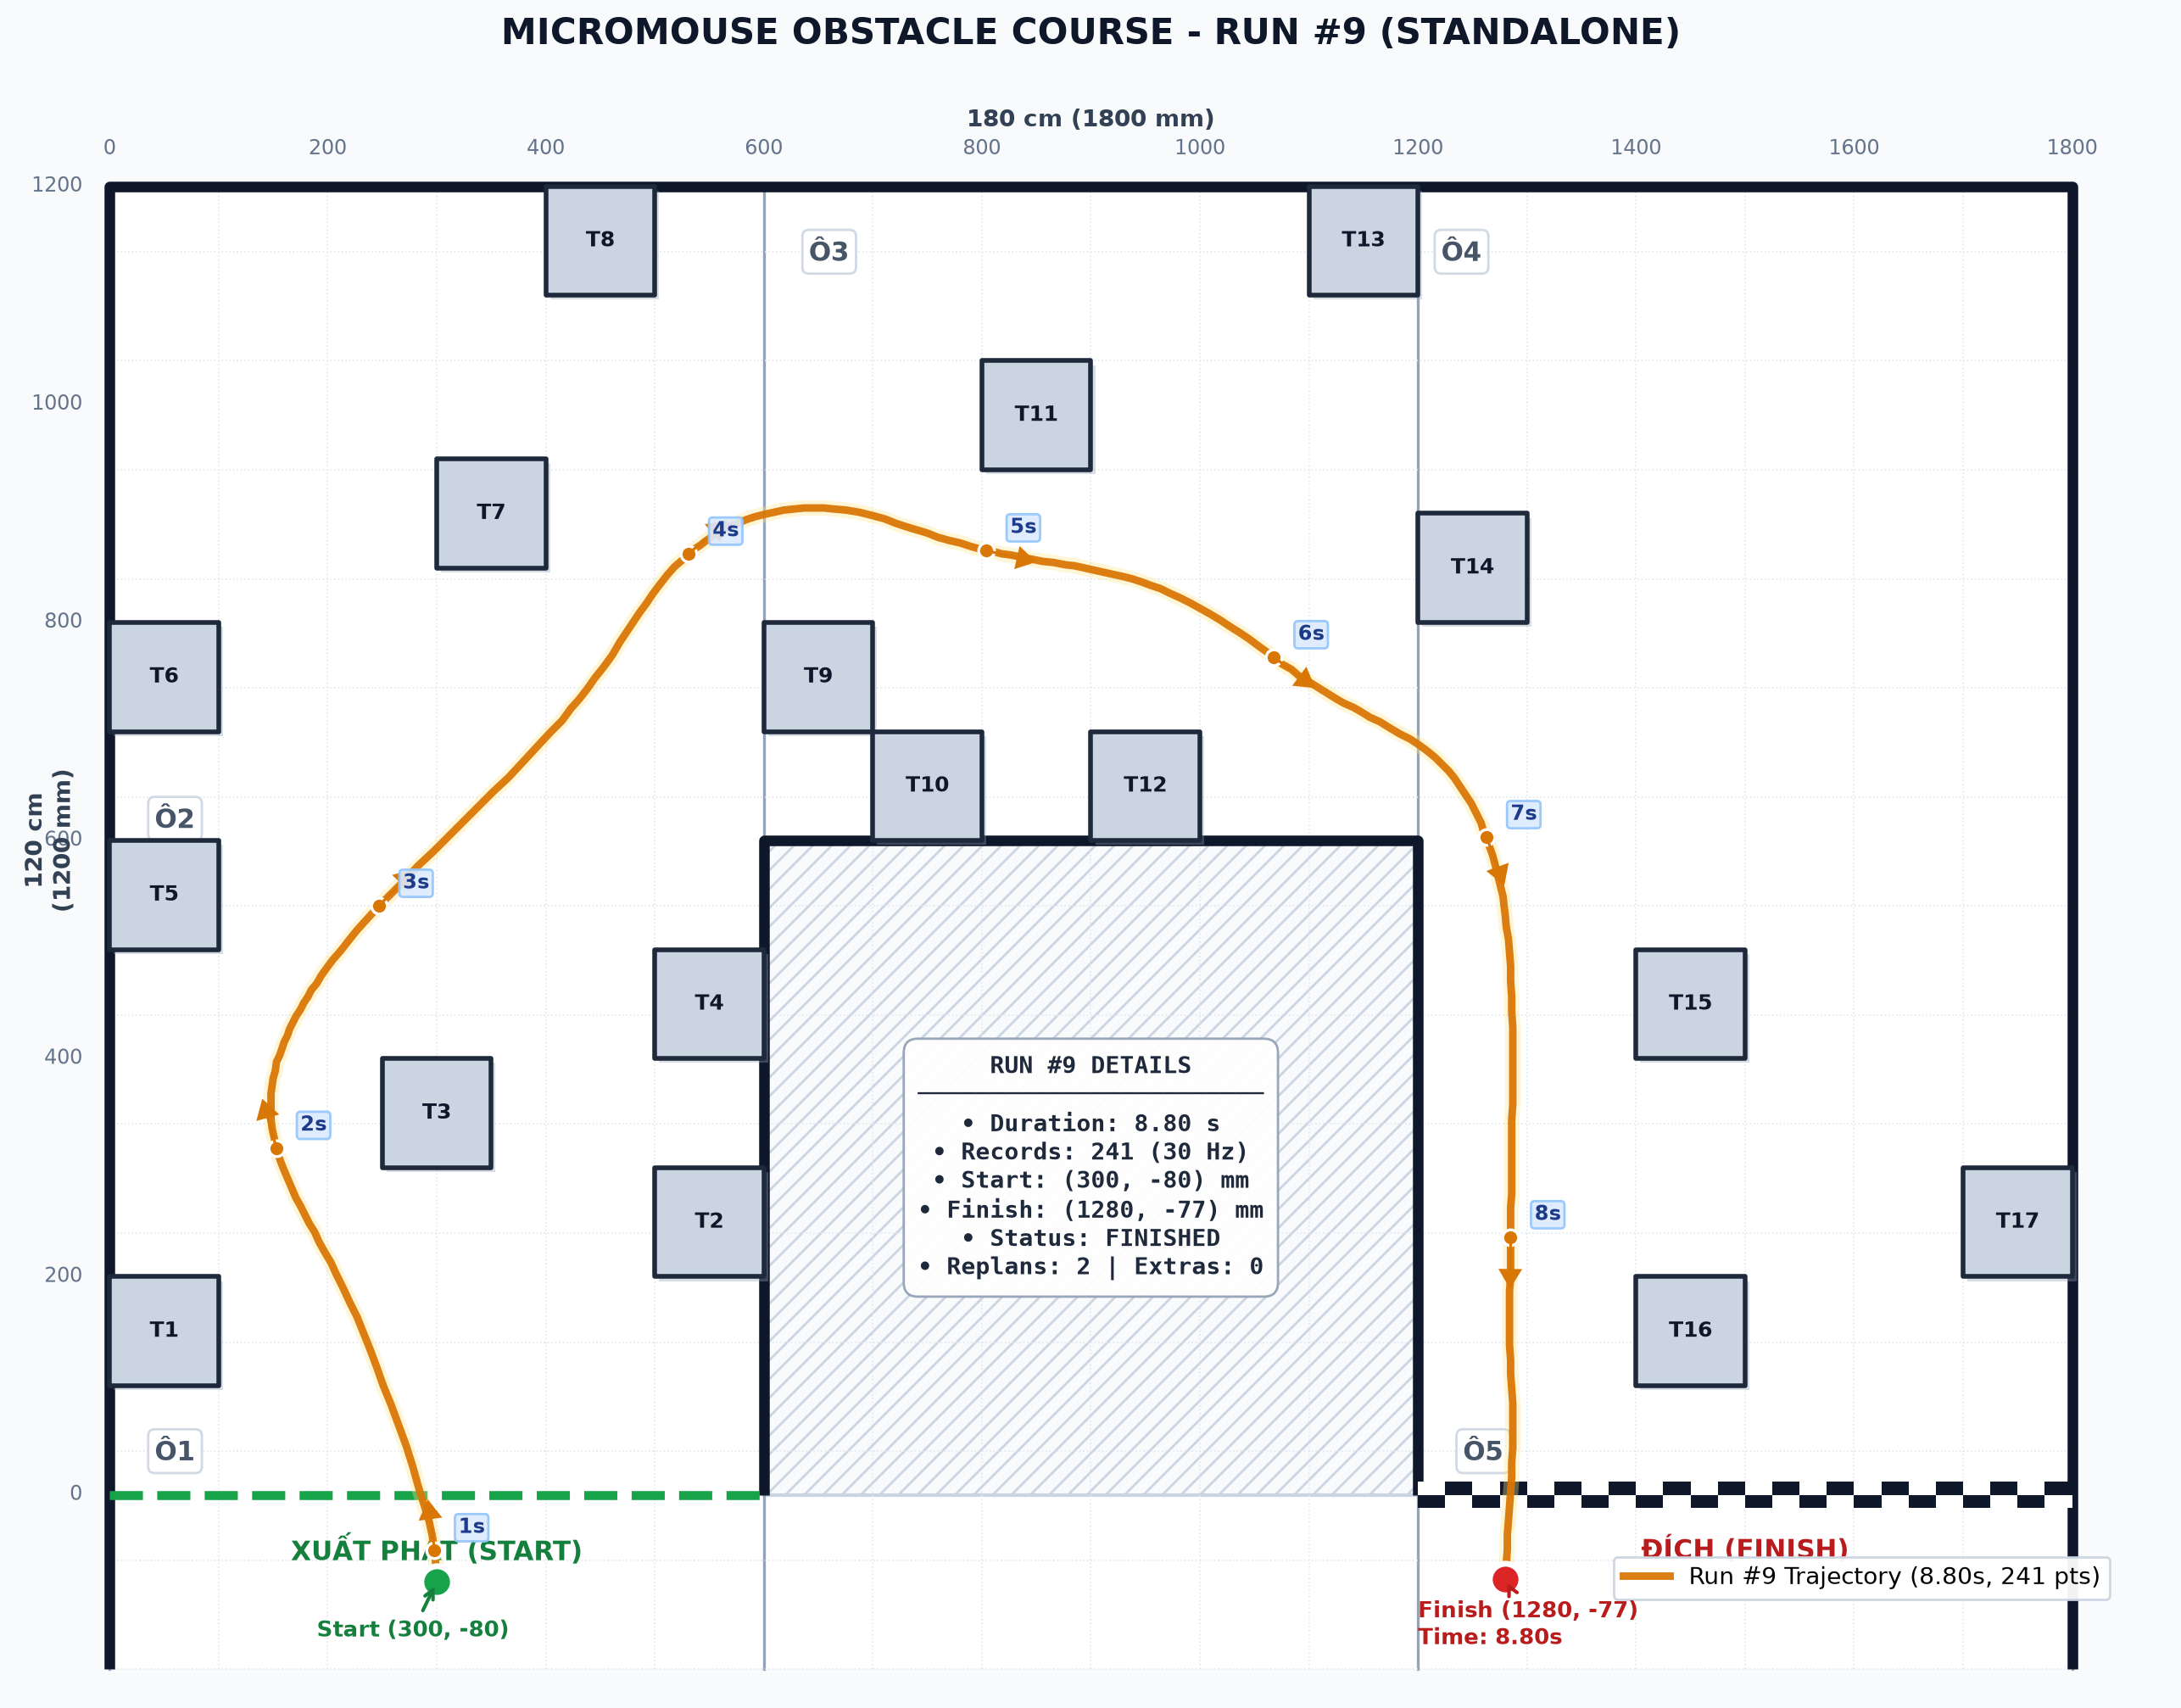 MICROMOUSE OBSTACLE COURSE - RUN #9 (STANDALONE)
180 cm (1800 mm)
0 200 400 600 800 1000 1200 1400 1600 1800
1200
1000
800
600
400
200
0
120 cm
(1200 mm)
T8
T13
Ô3
Ô4
T11
T7
4s
5s
T14
6s
T6
T9
T10
T12
7s
Ô2
3s
T5
T4
T15
RUN #9 DETAILS
T3
2s
• Duration: 8.80 s
• Records: 241 (30 Hz)
• Start: (300, -80) mm
• Finish: (1280, -77) mm
• Status: FINISHED
• Replans: 2 | Extras: 0
T2
8s
T17
T1
T16
Ô1
Ô5
1s
XUẤT PHÁT (START)
ĐÍCH (FINISH)
Run #9 Trajectory (8.80s, 241 pts)
Start (300, -80)
Finish (1280, -77)
Time: 8.80s